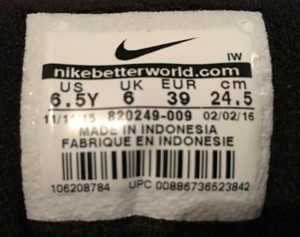 IW
nikebetterworld.com
US UK EUR cm
6.5Y 6 39 24.5
11/11/15 820249-009 02/02/16
MADE IN INDONESIA
FABRIQUE EN INDONESIE
106208784 UPC 00886736523842